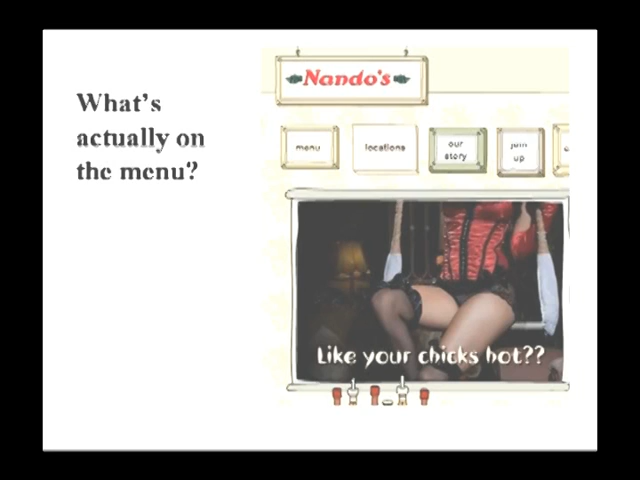 What's
actually on
the menu?
Nando's
menu
locations
our
story
join
up
Like your chicks hot??